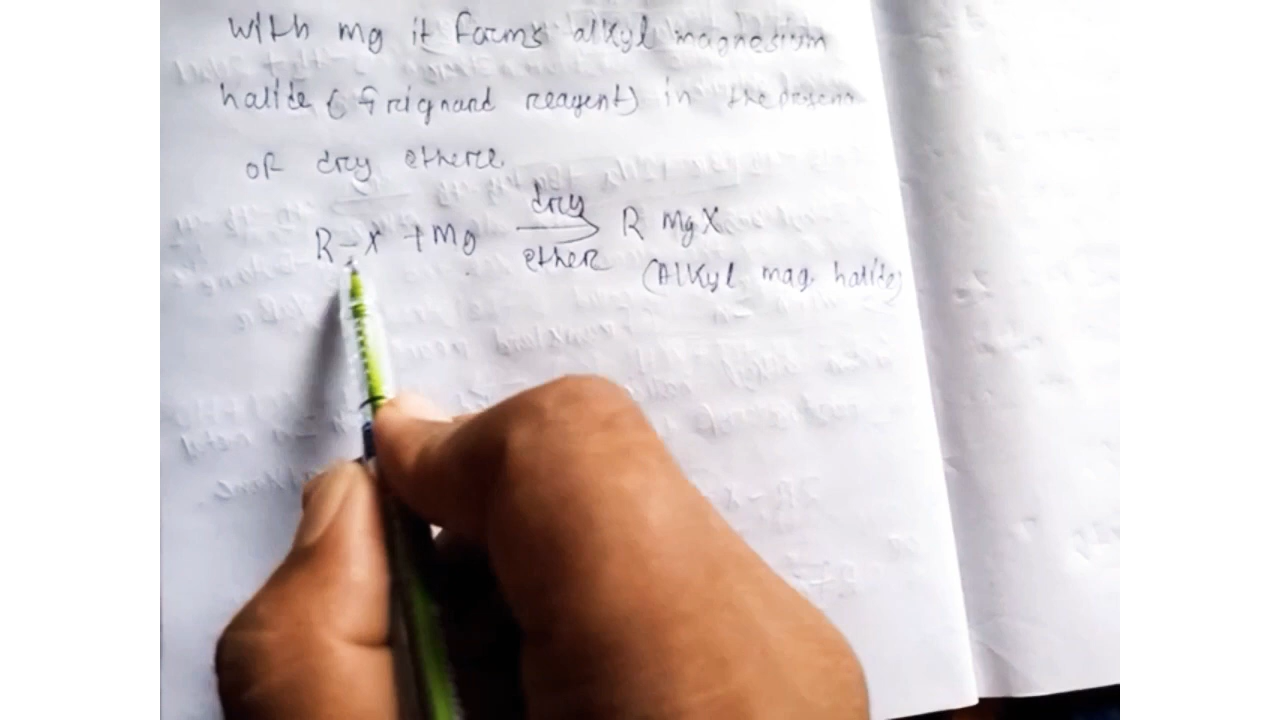 with mg it forms alkyl magnesium
halide (Grignard reagent) in the presence
of dry ether
R-X + Mg dry ether → R MgX
(Alkyl mag. halide)